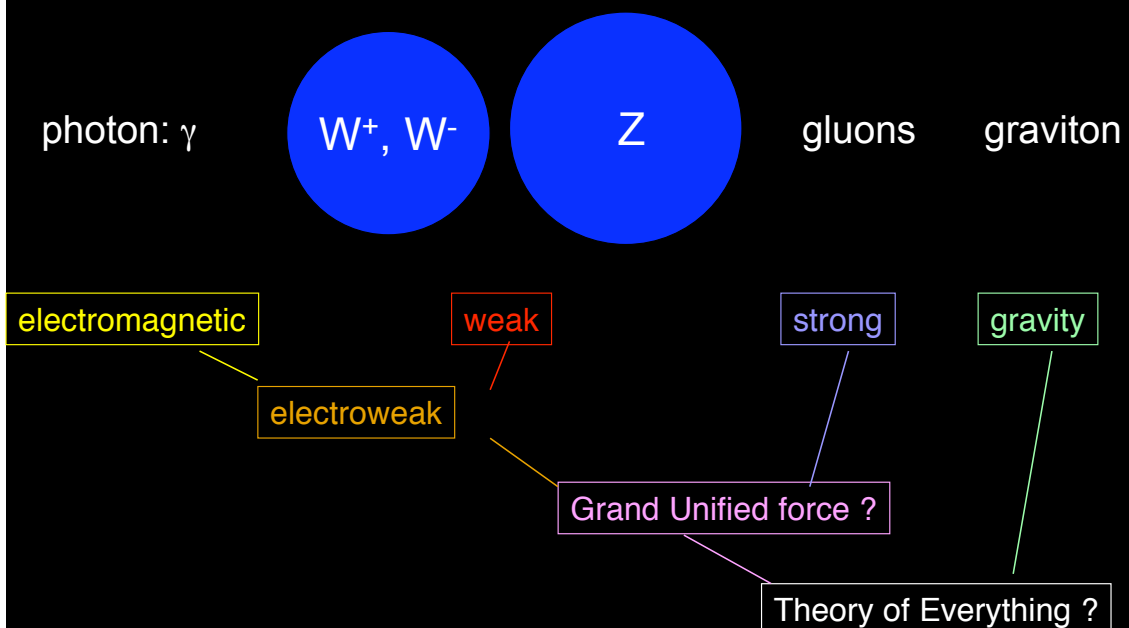 photon: γ
W⁺, W⁻
Z
gluons
graviton
electromagnetic
weak
strong
gravity
electroweak
Grand Unified force ?
Theory of Everything ?